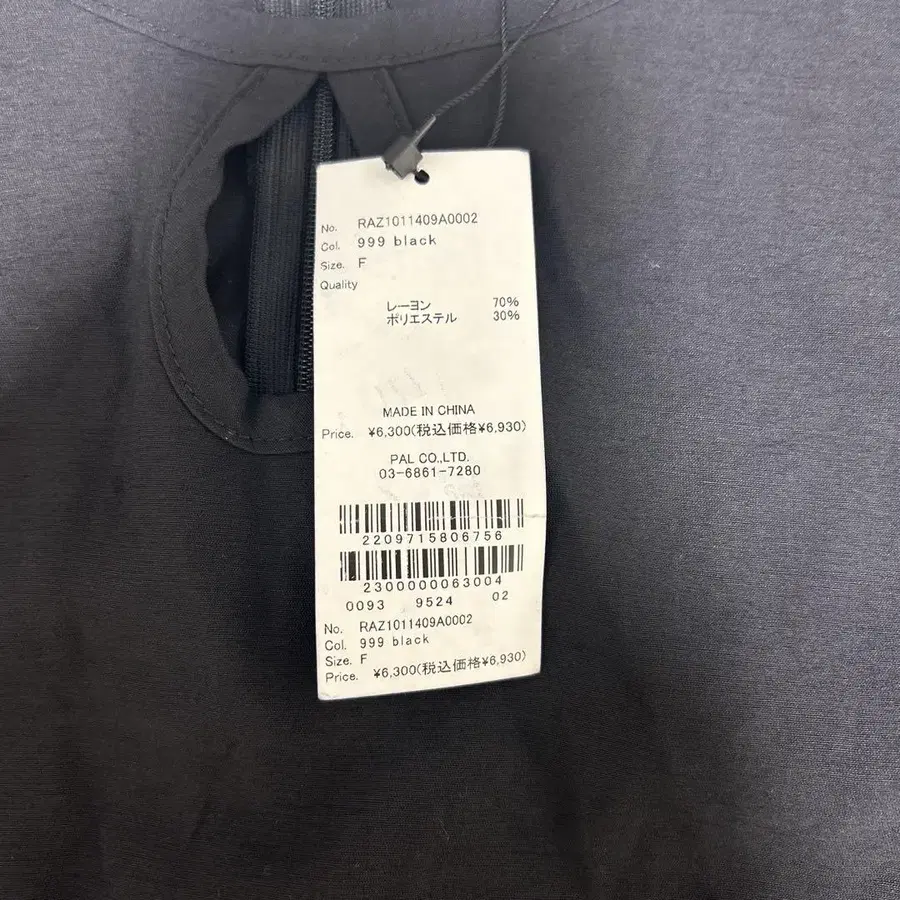 No. RAZ1011409A0002
Col. 999 black
Size. F
Quality
レーヨン 70%
ポリエステル 30%
MADE IN CHINA
Price. ¥6,300(税込価格¥6,930)
PAL CO.,LTD.
03-6861-7280
2209715806756
2300000063004
0093 9524 02
No. RAZ1011409A0002
Col. 999 black
Size. F
Price. ¥6,300(税込価格¥6,930)